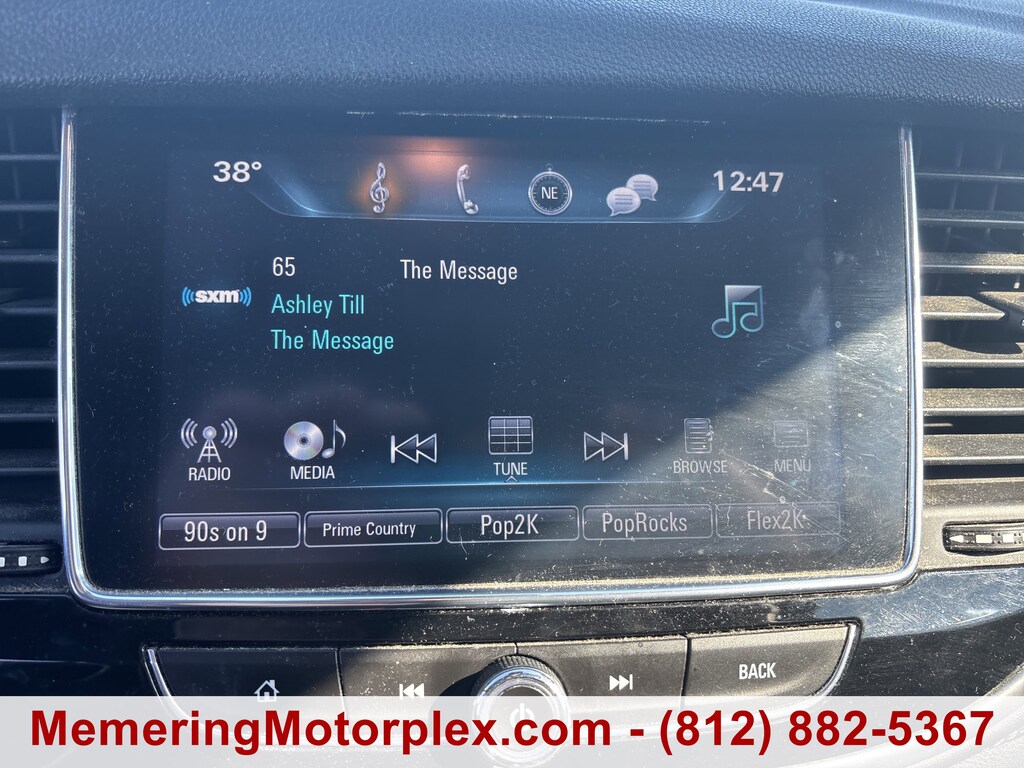 38° NE 12:47
65 The Message
((sxm))
Ashley Till
The Message
RADIO MEDIA TUNE BROWSE MENU
90s on 9 Prime Country Pop2K PopRocks Flex2K
BACK
MemeringMotorplex.com - (812) 882-5367